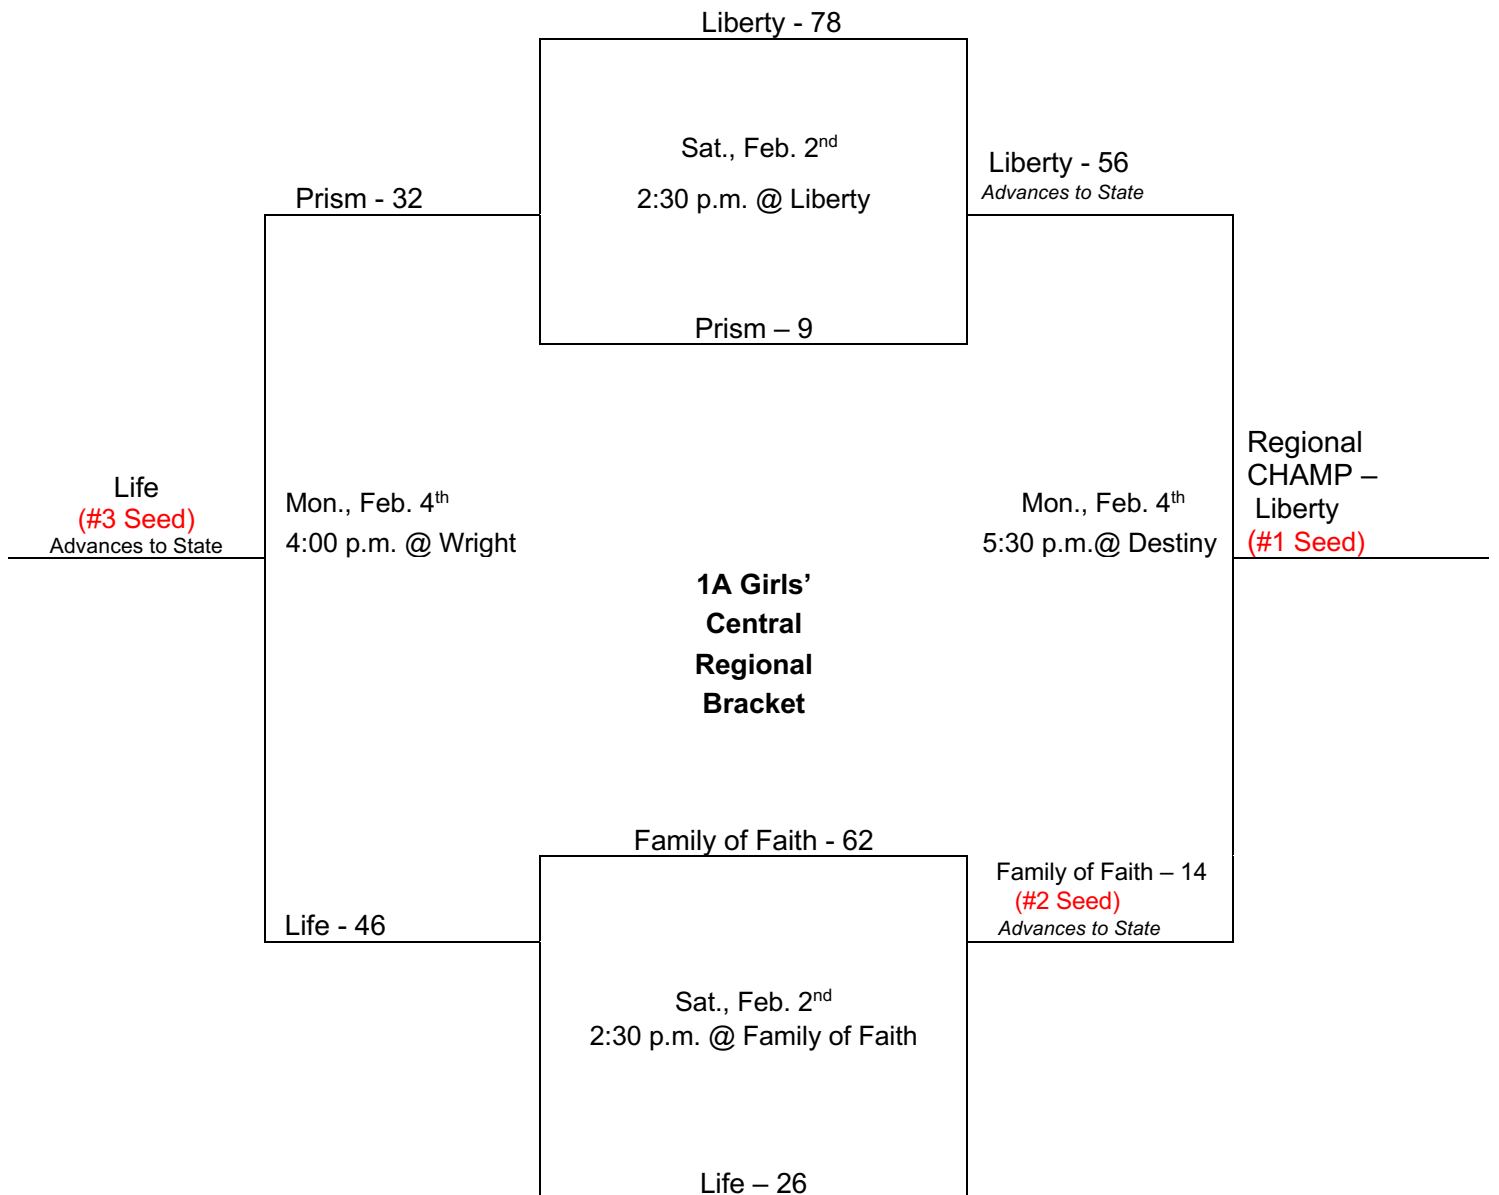 Liberty - 78
Sat., Feb. 2nd
2:30 p.m. @ Liberty
Liberty - 56
Advances to State
Prism - 32
Prism – 9
Regional
CHAMP –
Liberty
(#1 Seed)
Life
(#3 Seed)
Advances to State
Mon., Feb. 4th
4:00 p.m. @ Wright
Mon., Feb. 4th
5:30 p.m.@ Destiny
1A Girls’
Central
Regional
Bracket
Family of Faith - 62
Family of Faith – 14
(#2 Seed)
Advances to State
Life - 46
Sat., Feb. 2nd
2:30 p.m. @ Family of Faith
Life – 26